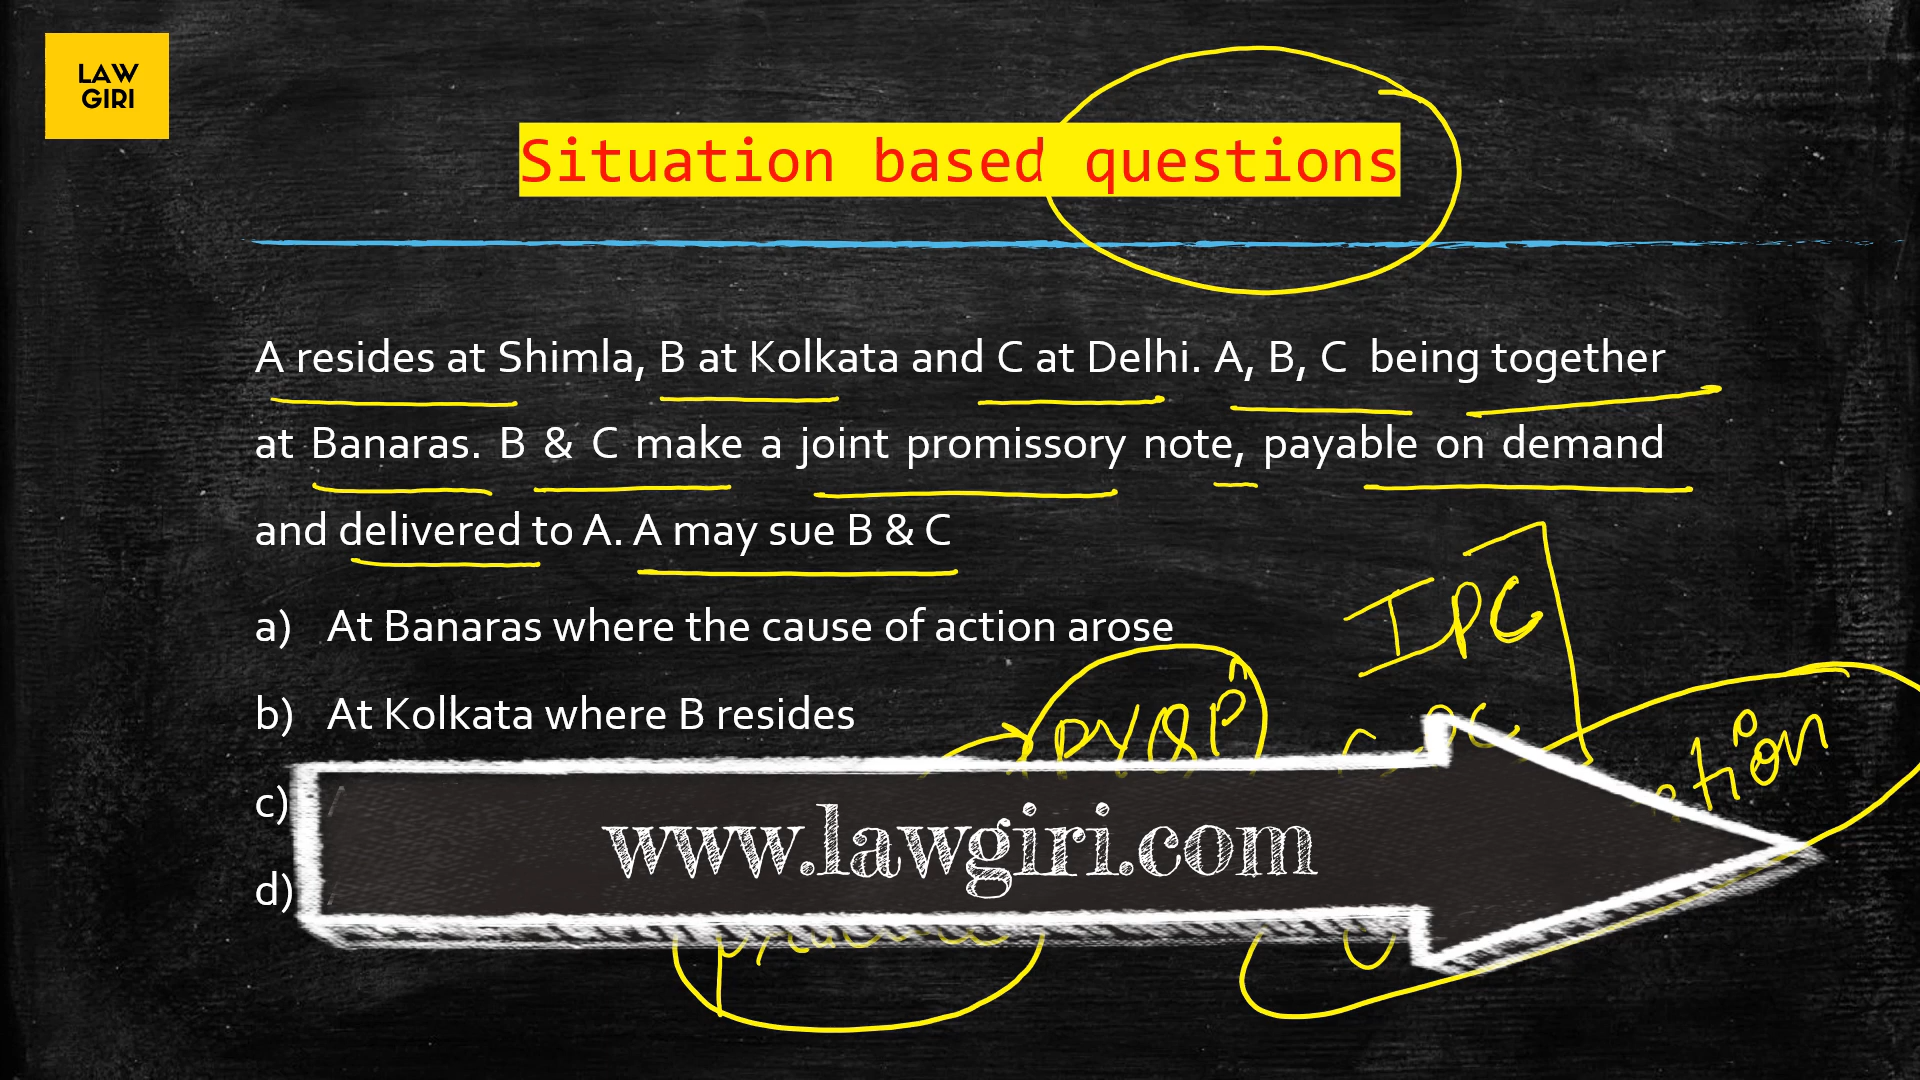 LAW
GIRI
Situation based questions
A resides at Shimla, B at Kolkata and C at Delhi. A, B, C being together
at Banaras. B & C make a joint promissory note, payable on demand
and delivered to A. A may sue B & C
a) At Banaras where the cause of action arose
IPC
b) At Kolkata where B resides
PYQP
c)
www.lawgiri.com
d)